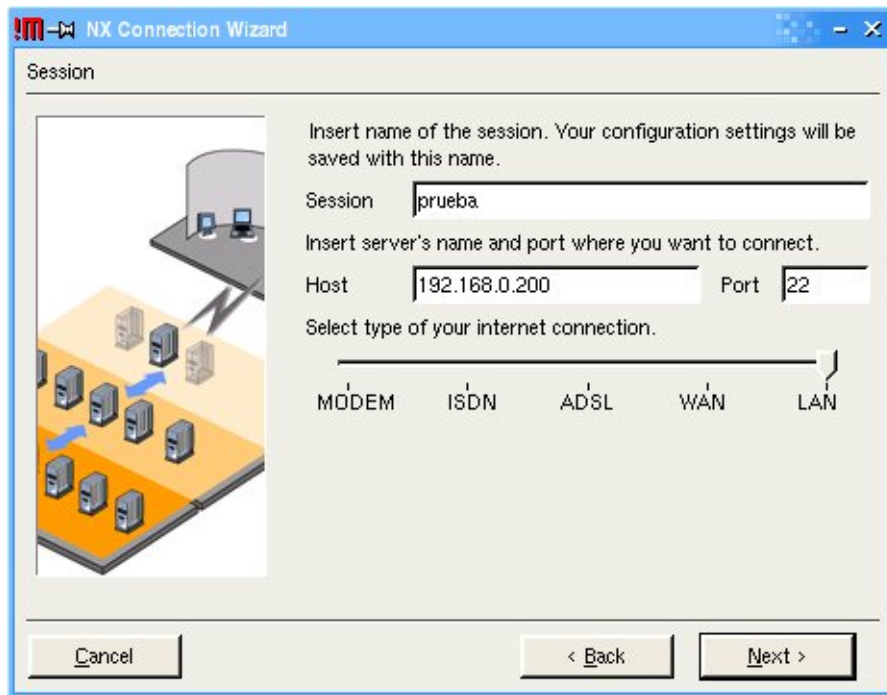 !M NX Connection Wizard
Session
Insert name of the session. Your configuration settings will be
saved with this name.
Session prueba
Insert server's name and port where you want to connect.
Host 192.168.0.200 Port 22
Select type of your internet connection.
MODEM ISDN ADSL WAN LAN
Cancel < Back Next >